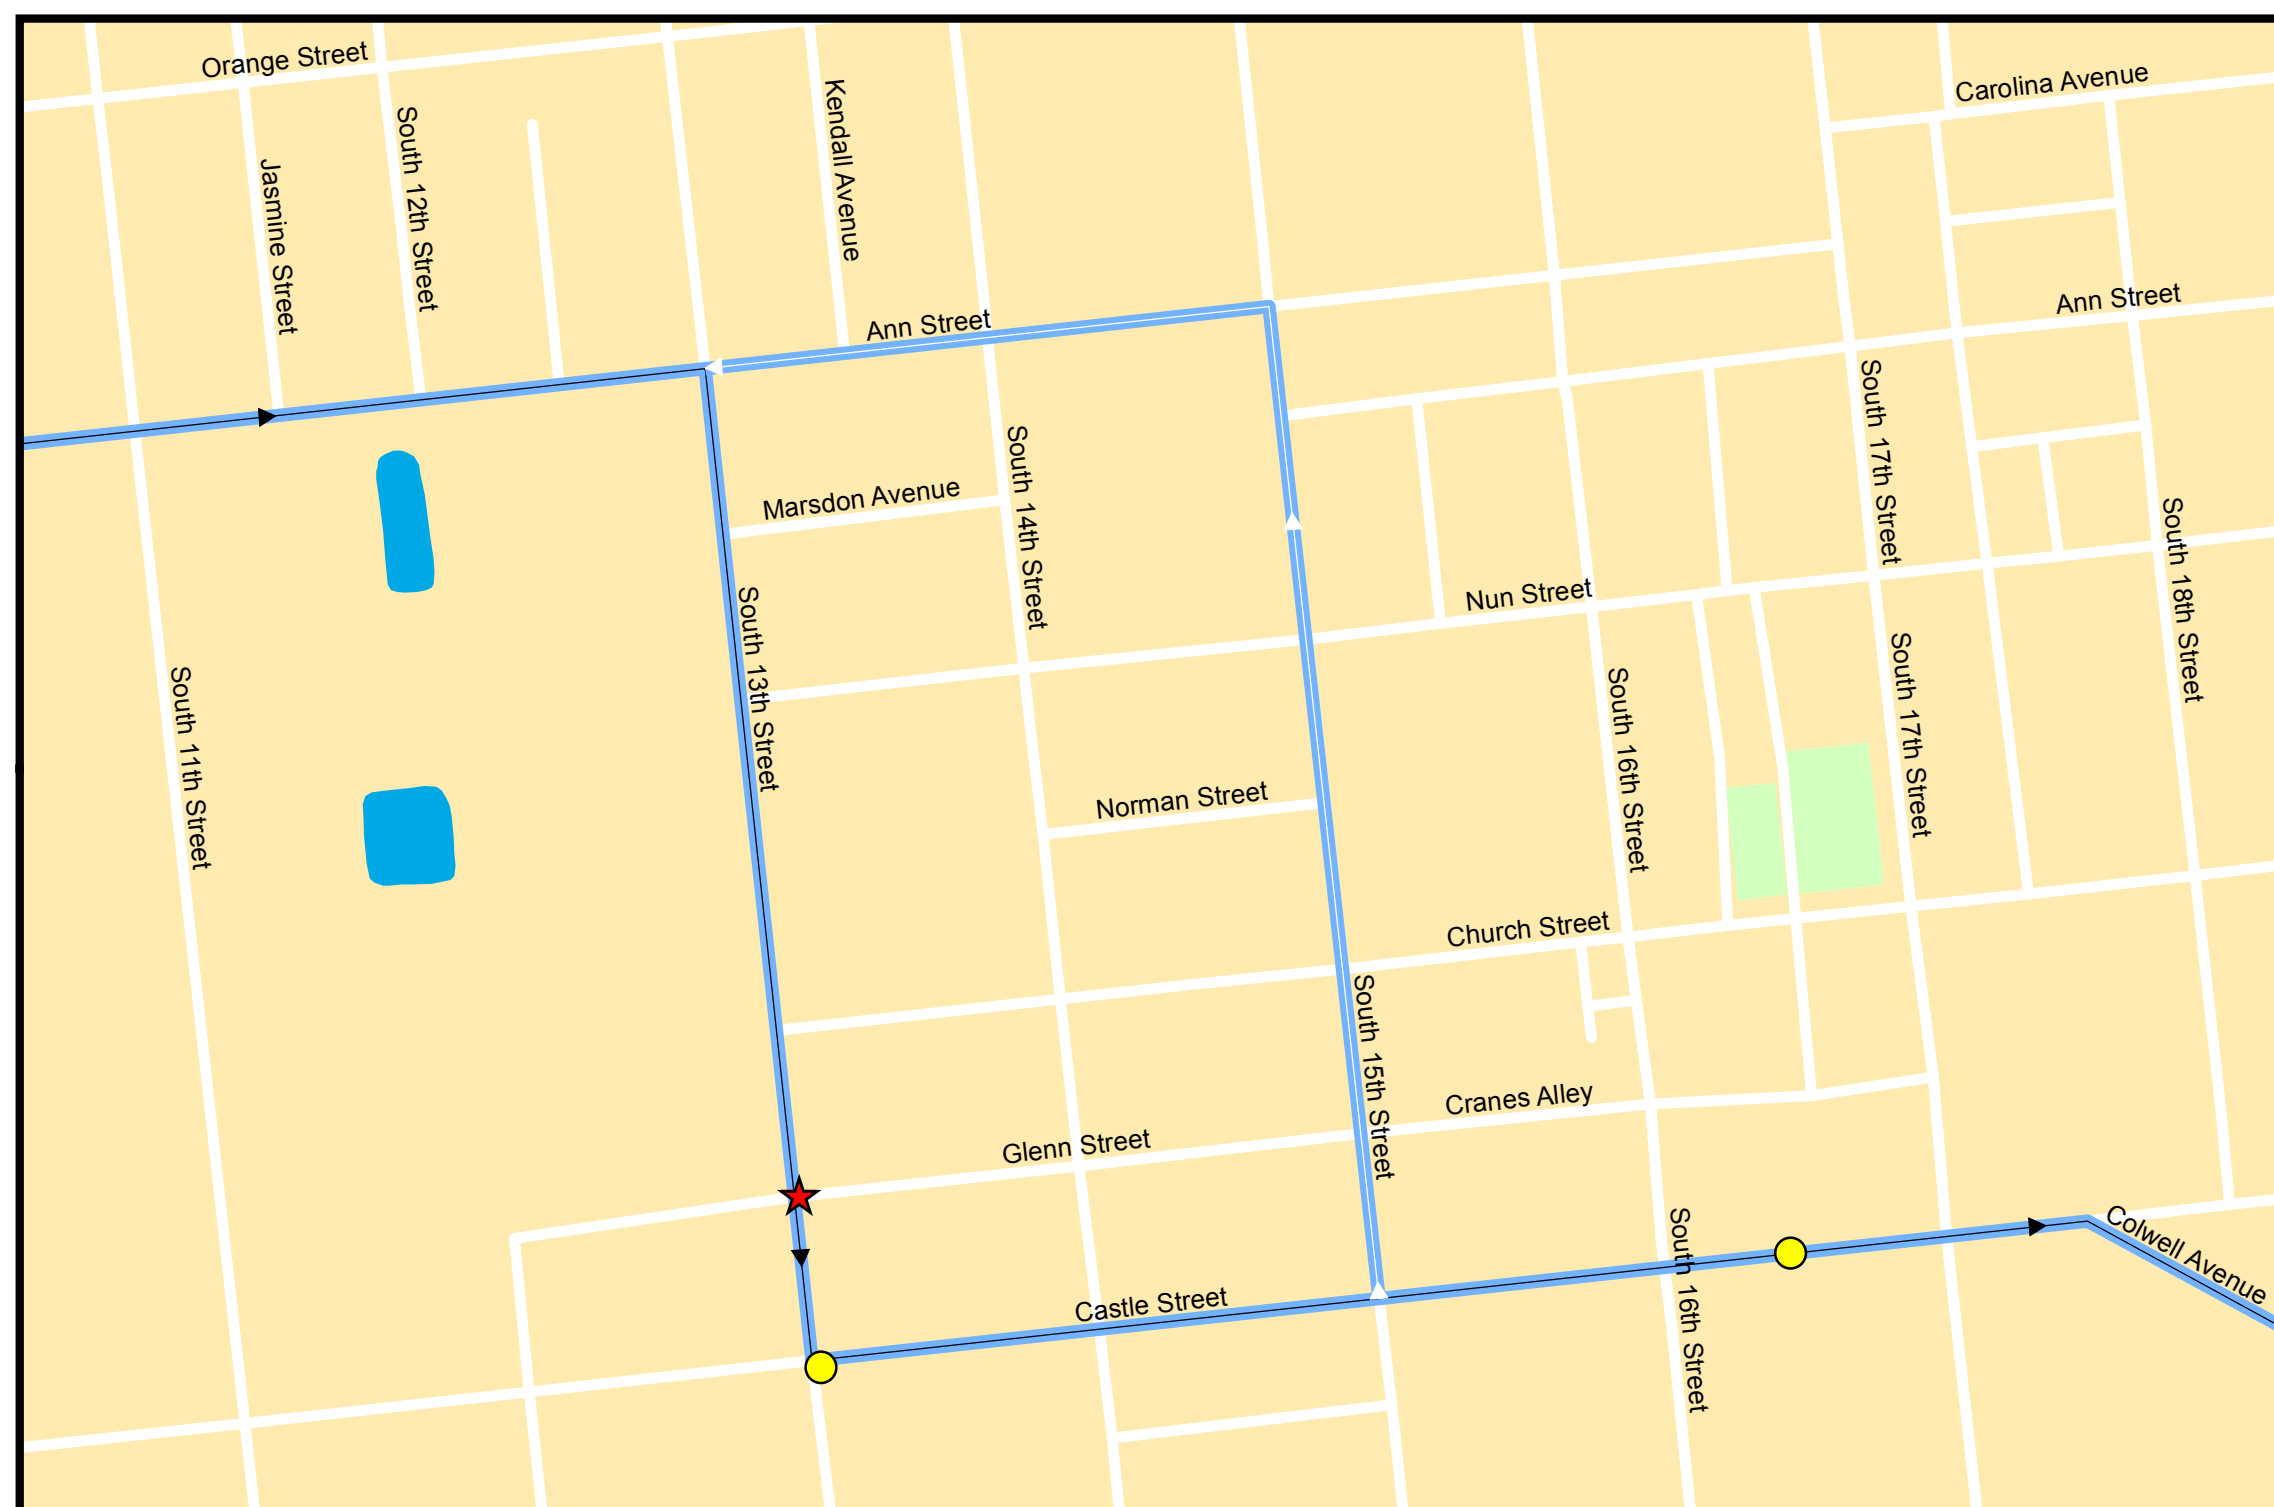 Orange Street
Carolina Avenue
Kendall Avenue
South 12th Street
Jasmine Street
Ann Street
Ann Street
South 17th Street
South 14th Street
Marsdon Avenue
South 18th Street
South 13th Street
Nun Street
South 17th Street
South 11th Street
South 16th Street
Norman Street
Church Street
South 15th Street
Cranes Alley
Glenn Street
South 16th Street
Colwell Avenue
Castle Street